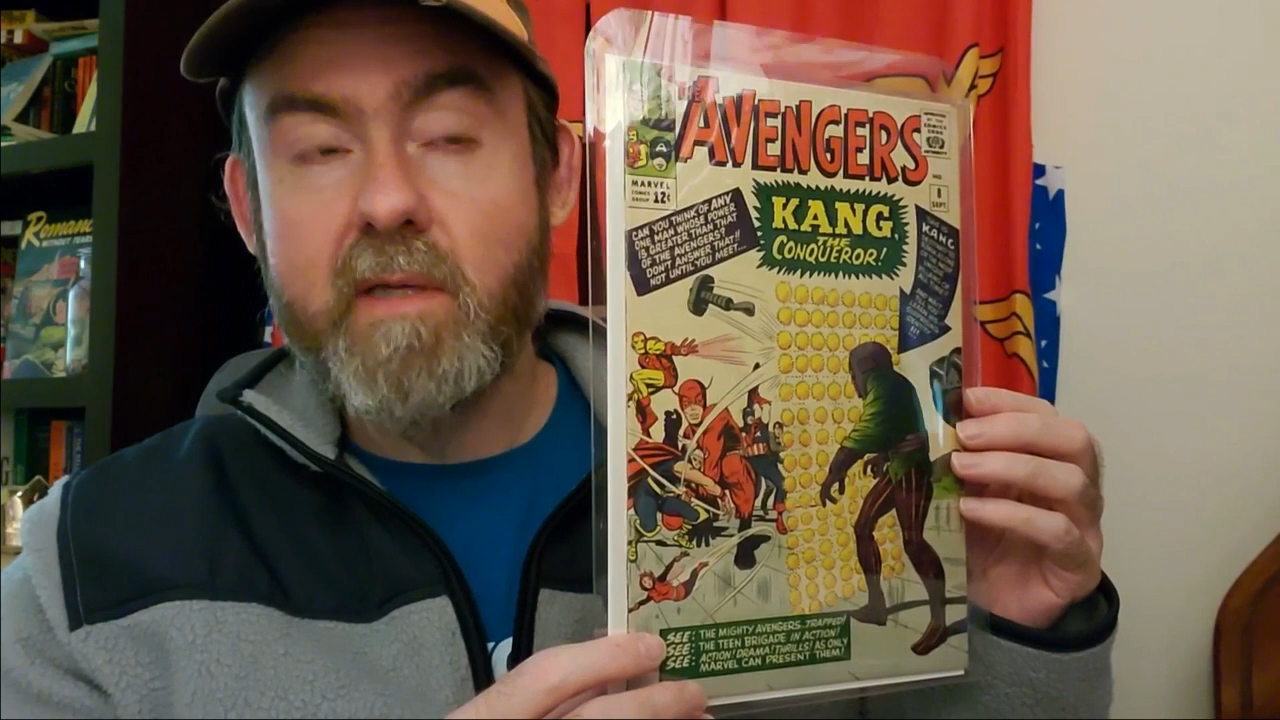 Romance
WITHOUT TEARS
THE
AVENGERS
APPROVED
BY THE
COMICS
CODE
AUTHORITY
MARVEL
COMICS
GROUP
12¢
IND.
8
SEPT.
CAN YOU THINK OF ANY
ONE MAN WHOSE POWER
IS GREATER THAN THAT
OF THE AVENGERS?
DON'T ANSWER THAT!!
NOT UNTIL YOU MEET...
KANG,
THE
CONQUEROR!
KANG
SEE: THE MIGHTY AVENGERS TRAPPED!
SEE: THE TEEN BRIGADE IN ACTION!
SEE: ACTION! DRAMA! THRILLS! AS ONLY
MARVEL CAN PRESENT THEM!